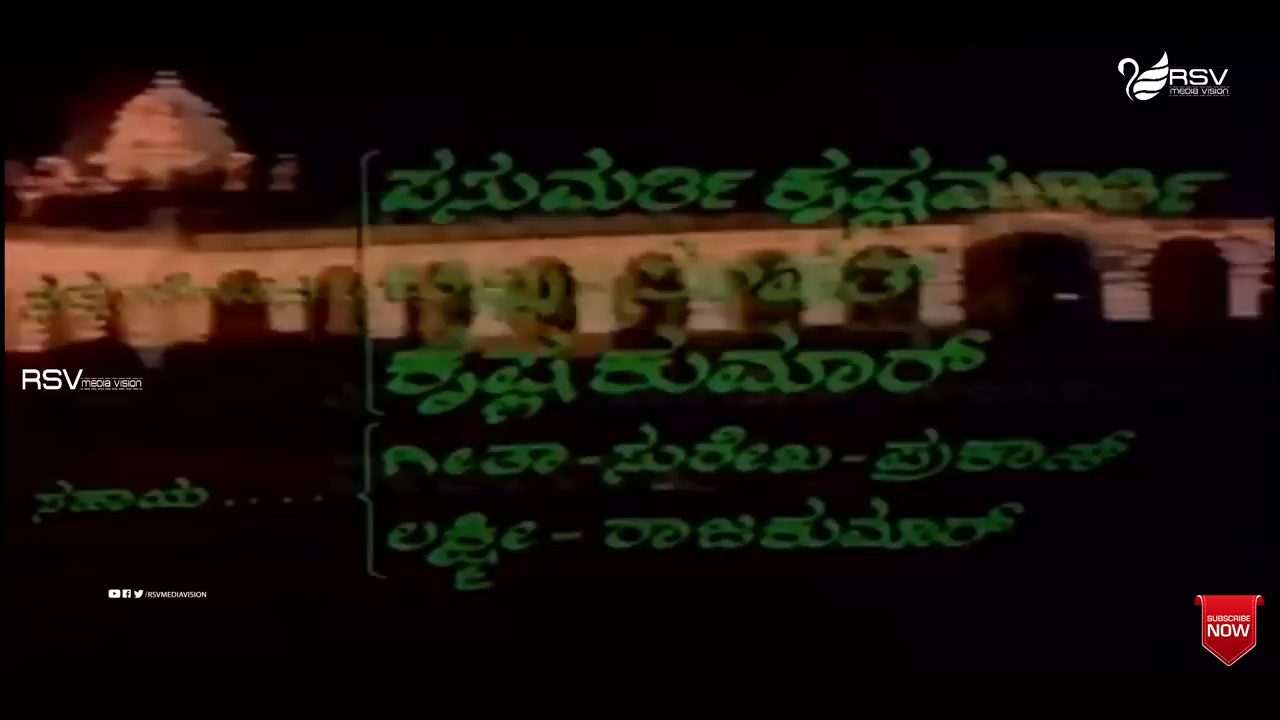 RSV
MEDIA VISION
ಪಸುಮರ್ತಿ ಕೃಷ್ಣಮೂರ್ತಿ
ಕೃಷ್ಣ ಕುಮಾರ್
RSV MEDIA VISION
ಗೀತಾ-ಸುರೇಖ-ಪ್ರಕಾಶ್
ಸಹಾಯ ....
ಲಕ್ಷ್ಮೀ- ರಾಜಕುಮಾರ್
/RSVMEDIAVISION
SUBSCRIBE
NOW